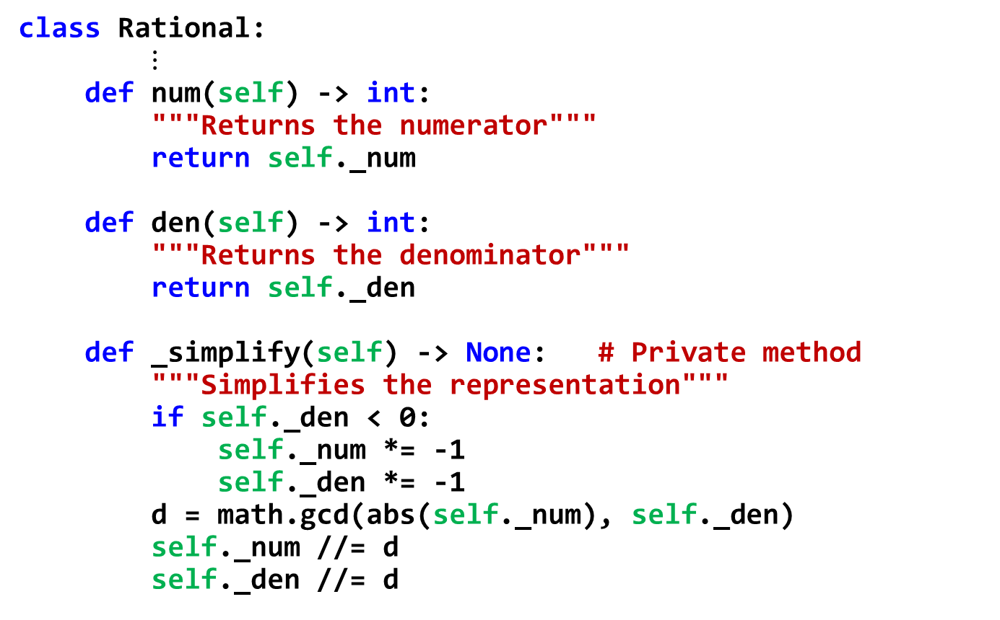 class Rational:
⋮
    def num(self) -> int:
        """Returns the numerator"""
        return self._num
    def den(self) -> int:
        """Returns the denominator"""
        return self._den
    def _simplify(self) -> None:   # Private method
        """Simplifies the representation"""
        if self._den < 0:
            self._num *= -1
            self._den *= -1
        d = math.gcd(abs(self._num), self._den)
        self._num //= d
        self._den //= d